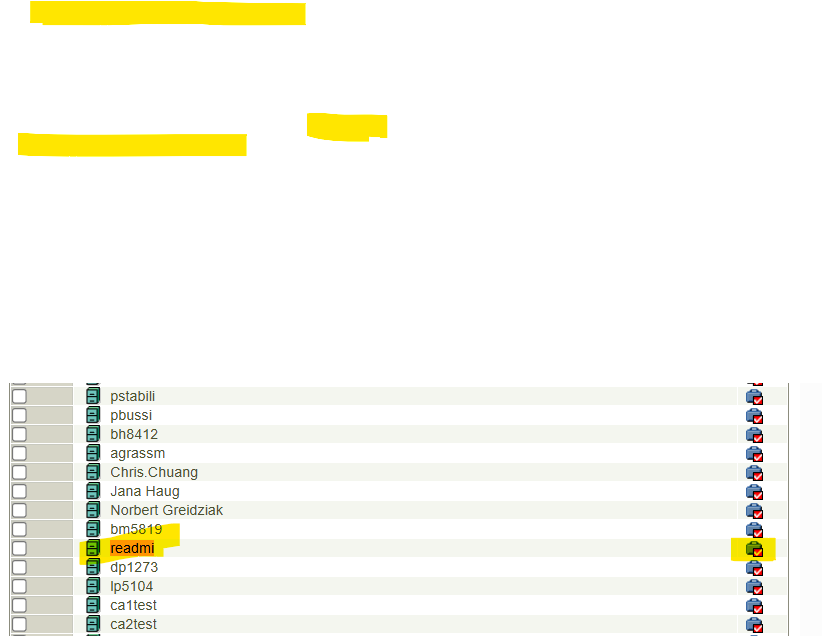 pstabili
pbussi
bh8412
agrassm
Chris.Chuang
Jana Haug
Norbert Greidziak
bm5819
readmi
dp1273
lp5104
ca1test
ca2test